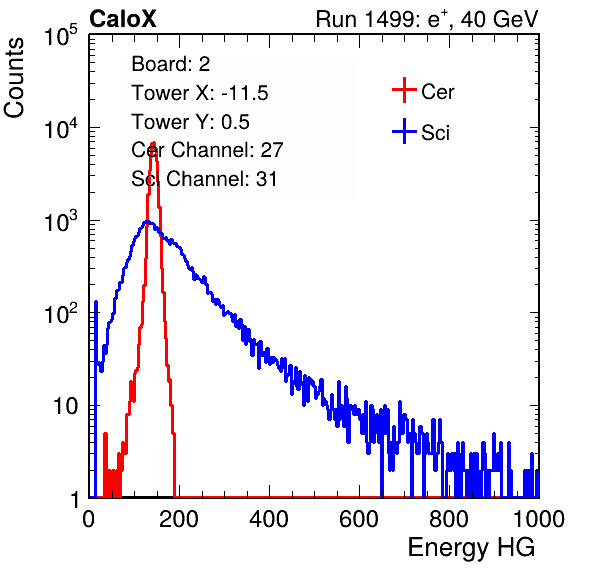 CaloX Run 1499: e⁺, 40 GeV
Counts
Board: 2
Tower X: -11.5
Tower Y: 0.5
Cer Channel: 27
Sci Channel: 31
Cer
Sci
10⁵
10⁴
10³
10²
10
1
0 200 400 600 800 1000
Energy HG